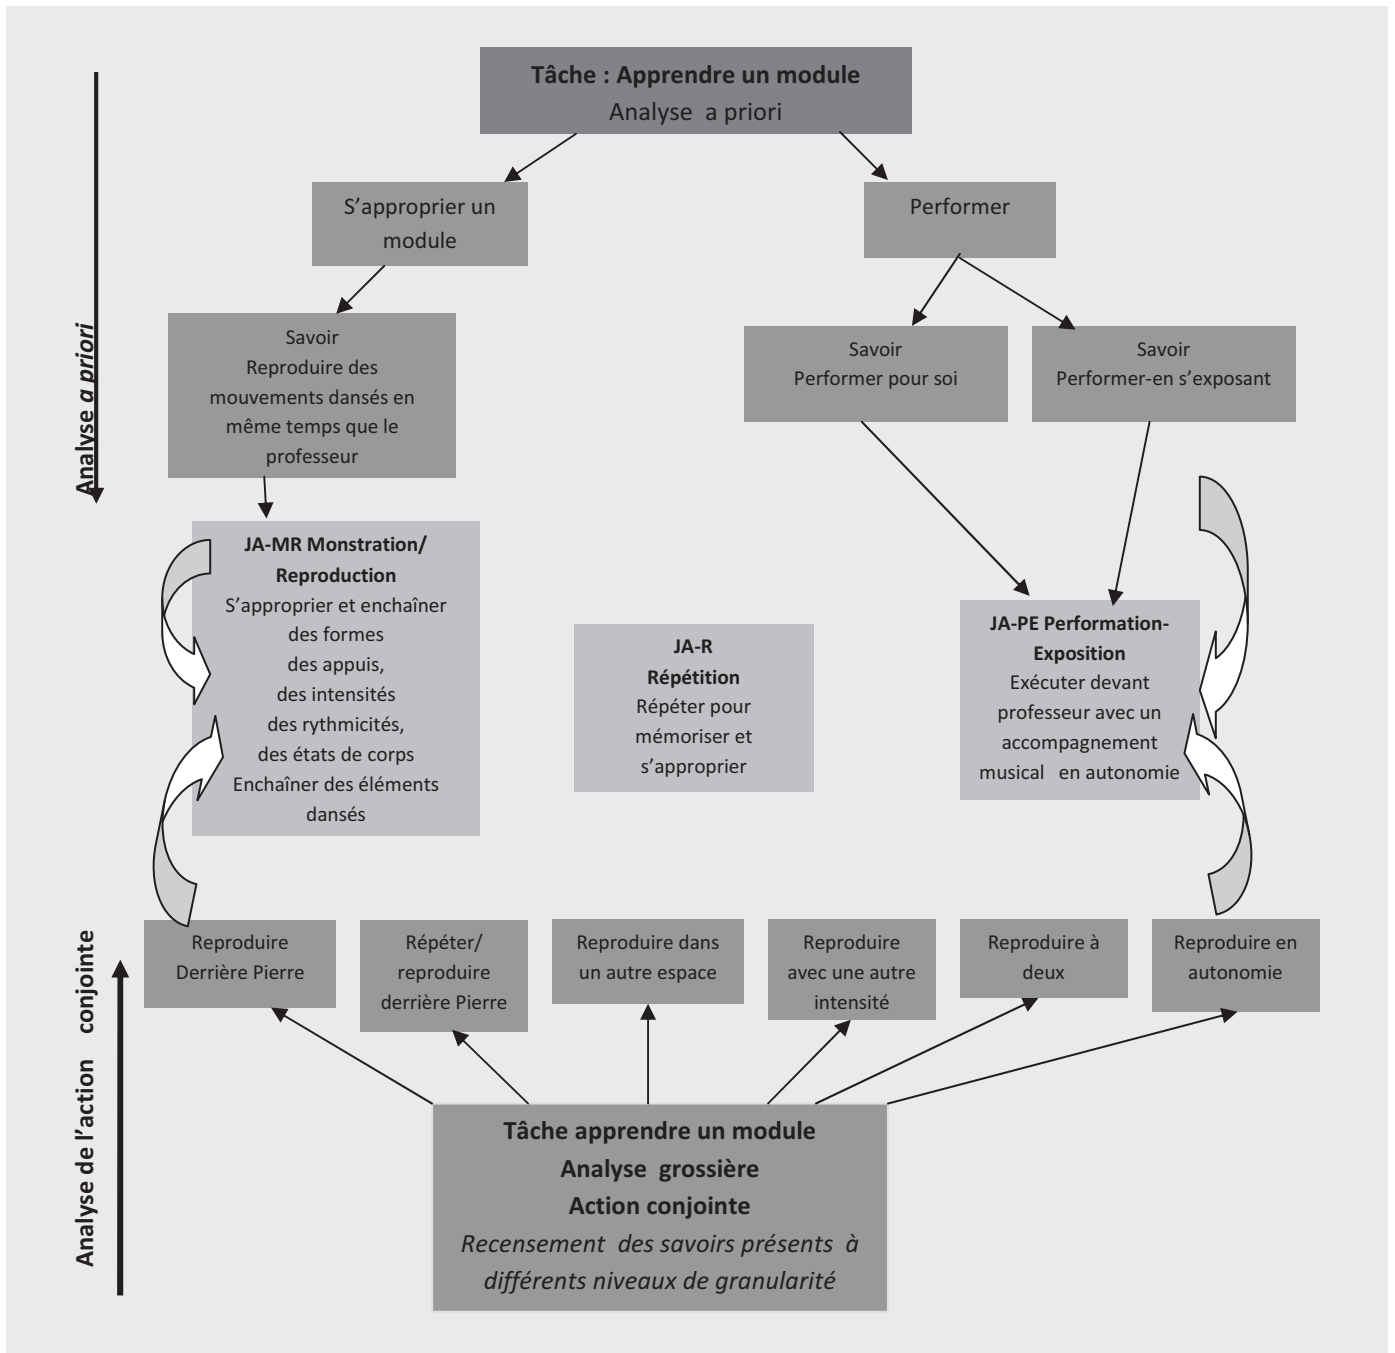 Tâche : Apprendre un module
Analyse a priori
S’approprier un
module
Performer
Savoir
Reproduire des
mouvements dansés en
même temps que le
professeur
Savoir
Performer pour soi
Savoir
Performer-en s’exposant
Analyse a priori
JA-MR Monstration/
Reproduction
S’approprier et enchaîner
des formes
des appuis,
des intensités
des rythmicités,
des états de corps
Enchaîner des éléments
dansés
JA-R
Répétition
Répéter pour
mémoriser et
s’approprier
JA-PE Performation-
Exposition
Exécuter devant
professeur avec un
accompagnement
musical en autonomie
Analyse de l’action conjointe
Reproduire
Derrière Pierre
Répéter/
reproduire
derrière Pierre
Reproduire dans
un autre espace
Reproduire
avec une autre
intensité
Reproduire à
deux
Reproduire en
autonomie
Tâche apprendre un module
Analyse grossière
Action conjointe
Recensement des savoirs présents à
différents niveaux de granularité